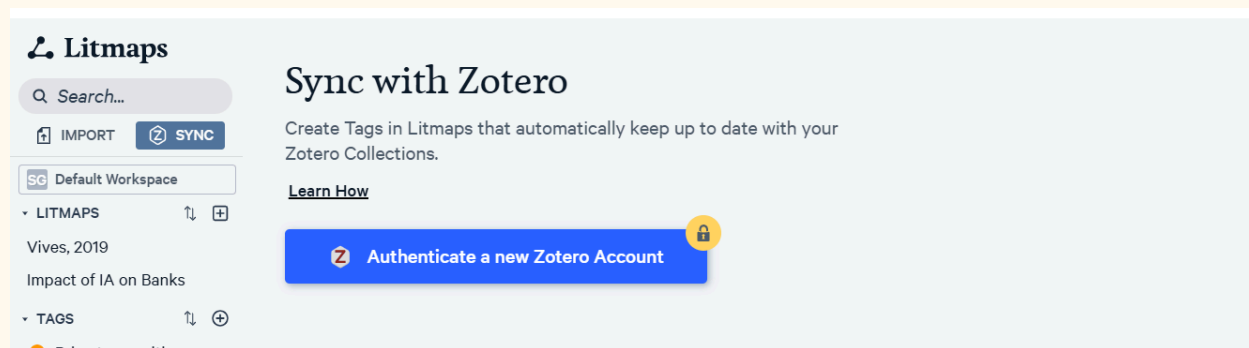 Litmaps
Search...
IMPORT
SYNC
SG Default Workspace
LITMAPS
Vives, 2019
Impact of IA on Banks
TAGS
Sync with Zotero
Create Tags in Litmaps that automatically keep up to date with your
Zotero Collections.
Learn How
Z Authenticate a new Zotero Account